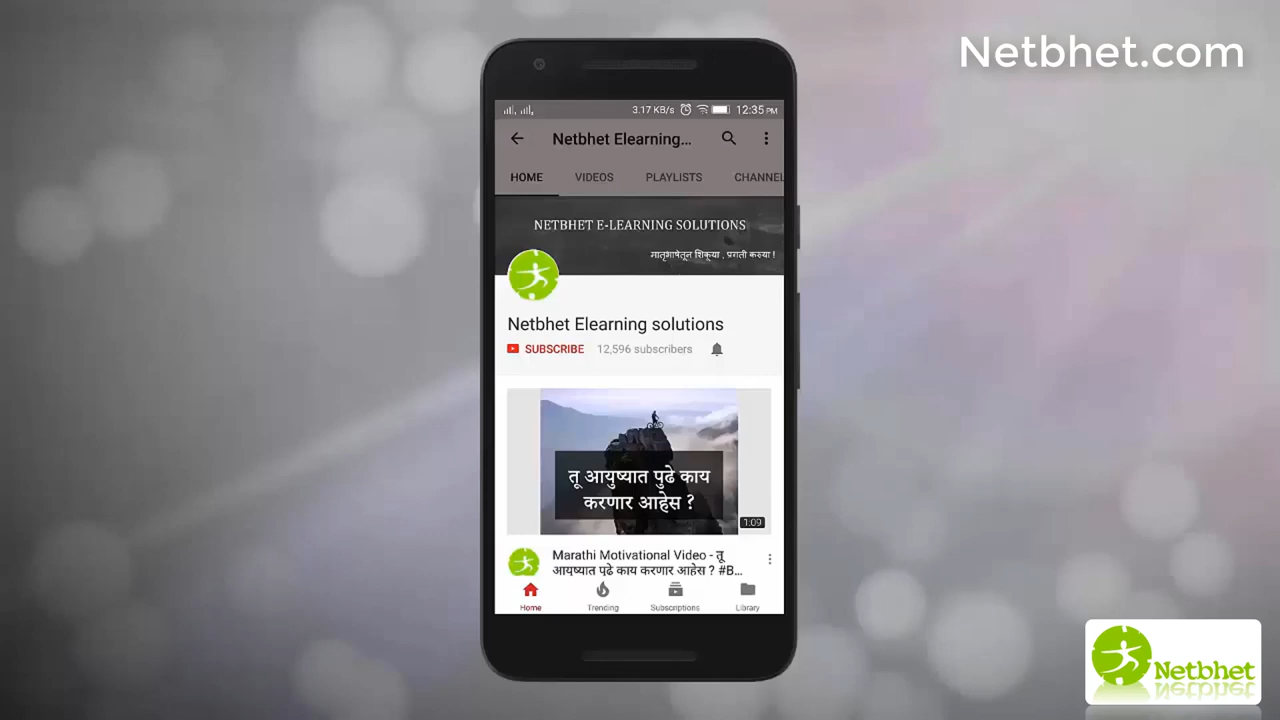 Netbhet.com
3.17 KB/s 12:35 PM
Netbhet Elearning...
HOME VIDEOS PLAYLISTS CHANNEL
NETBHET E-LEARNING SOLUTIONS
मातृभाषेतून शिकूया , प्रगती करूया !
Netbhet Elearning solutions
SUBSCRIBE 12,596 subscribers
तू आयुष्यात पुढे काय
करणार आहेस ?
1:09
Marathi Motivational Video - तू
आयुष्यात पुढे काय करणार आहेस ? #B...
Home Trending Subscriptions Library
Netbhet